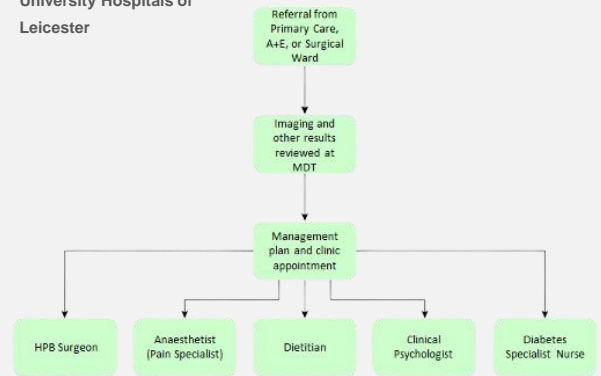 University Hospitals of
Leicester
Referral from
Primary Care,
A+E, or Surgical
Ward
Imaging and
other results
reviewed at
MDT
Management
plan and clinic
appointment
HPB Surgeon
Anaesthetist
(Pain Specialist)
Dietitian
Clinical
Psychologist
Diabetes
Specialist Nurse